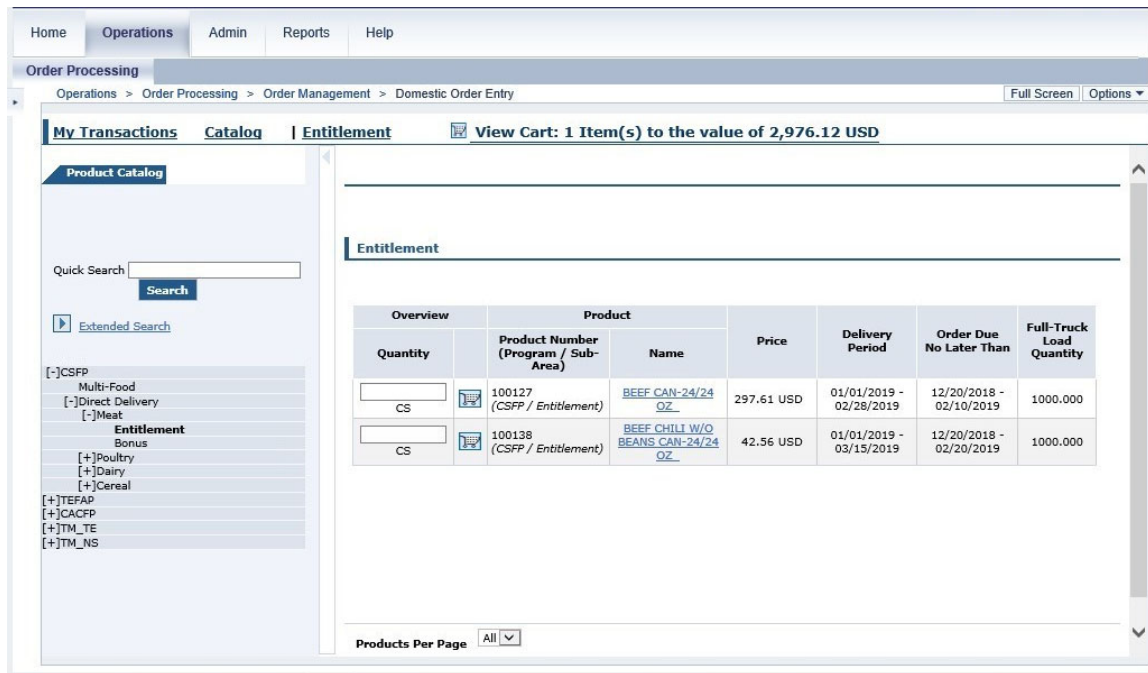 Home Operations Admin Reports Help
Order Processing
Operations > Order Processing > Order Management > Domestic Order Entry Full Screen Options
My Transactions Catalog | Entitlement View Cart: 1 Item(s) to the value of 2,976.12 USD
Product Catalog
Entitlement
Quick Search
Search
Extended Search
[-]CSFP
Multi-Food
[-]Direct Delivery
[-]Meat
Entitlement
Bonus
[+]Poultry
[+]Dairy
[+]Cereal
[+]TEFAP
[+]CACFP
[+]TM_TE
[+]TM_NS
Overview Product Price Delivery Period Order Due No Later Than Full-Truck Load Quantity
Quantity Product Number (Program / Sub-Area) Name
CS 100127 (CSFP / Entitlement) BEEF CAN-24/24 OZ 297.61 USD 01/01/2019 - 02/28/2019 12/20/2018 - 02/10/2019 1000.000
CS 100138 (CSFP / Entitlement) BEEF CHILI W/O BEANS CAN-24/24 OZ 42.56 USD 01/01/2019 - 03/15/2019 12/20/2018 - 02/20/2019 1000.000
Products Per Page All